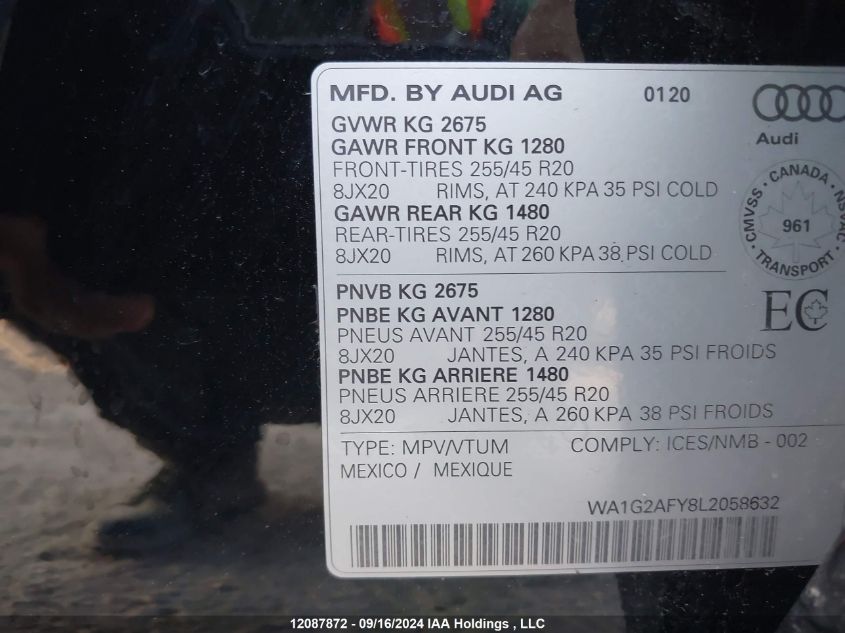 MFD. BY AUDI AG 0120
Audi
GVWR KG 2675
GAWR FRONT KG 1280
FRONT-TIRES 255/45 R20
8JX20 RIMS, AT 240 KPA 35 PSI COLD
GAWR REAR KG 1480
REAR-TIRES 255/45 R20
8JX20 RIMS, AT 260 KPA 38 PSI COLD
CMVSS • CANADA • NSVAC • TRANSPORT •
961
PNVB KG 2675
PNBE KG AVANT 1280
PNEUS AVANT 255/45 R20
8JX20 JANTES, A 240 KPA 35 PSI FROIDS
PNBE KG ARRIERE 1480
PNEUS ARRIERE 255/45 R20
8JX20 JANTES, A 260 KPA 38 PSI FROIDS
EC
TYPE: MPV/VTUM COMPLY: ICES/NMB - 002
MEXICO / MEXIQUE
WA1G2AFY8L2058632
12087872 - 09/16/2024 IAA Holdings , LLC